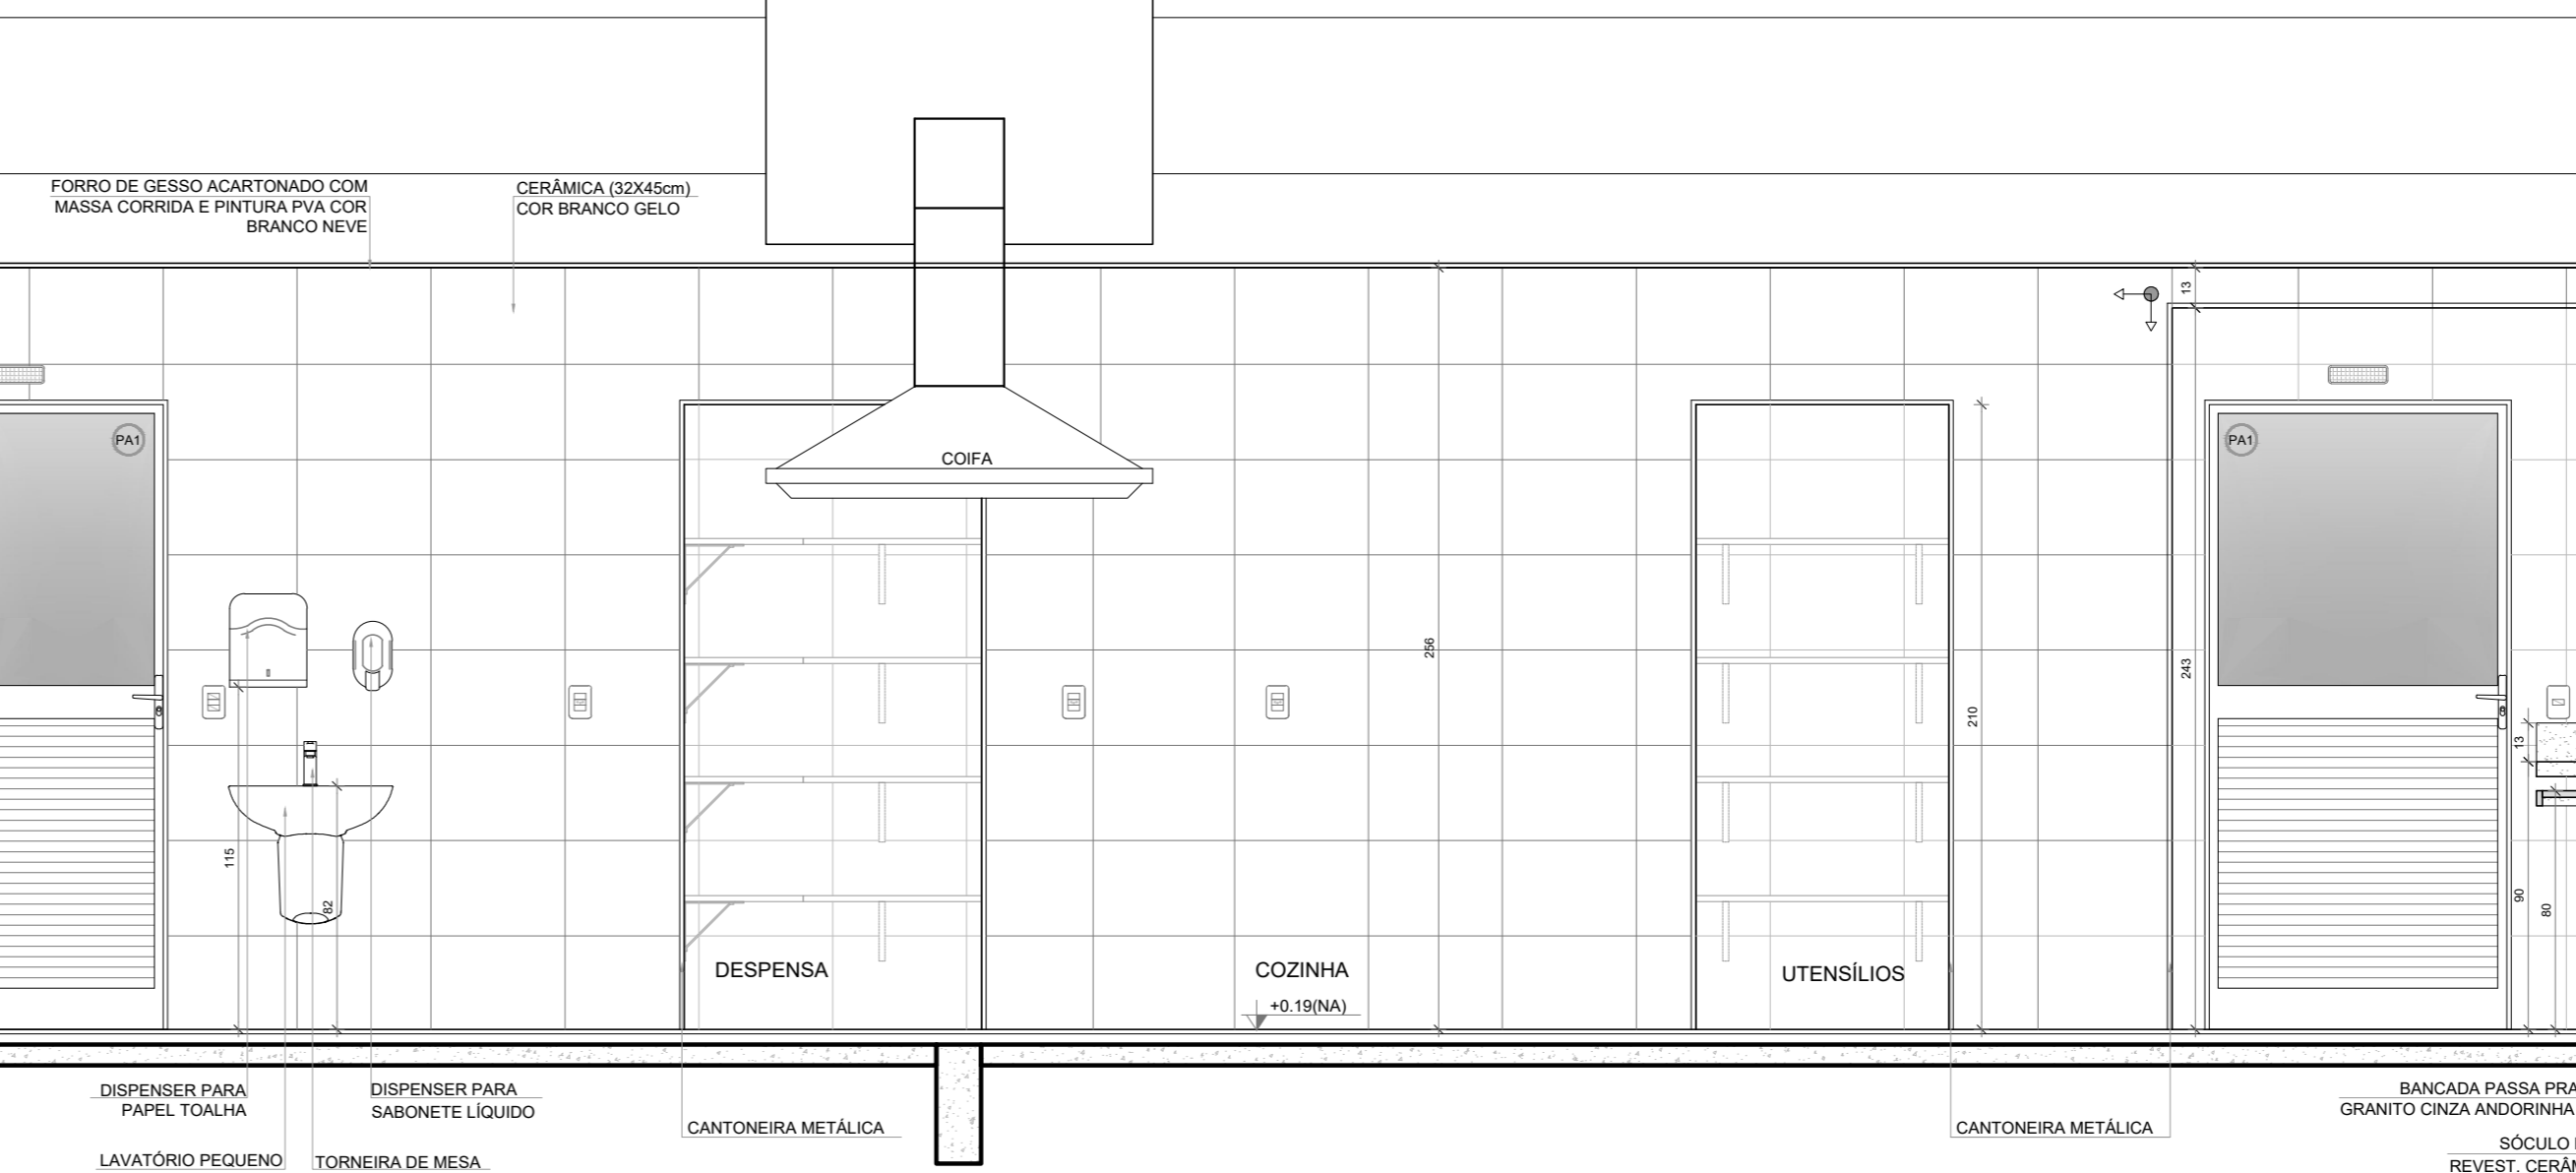 FORRO DE GESSO ACARTONADO COM
MASSA CORRIDA E PINTURA PVA COR
BRANCO NEVE
CERÂMICA (32X45cm)
COR BRANCO GELO
13
PA1
PA1
COIFA
256
243
210
13
115
82
90
80
DESPENSA
COZINHA
UTENSÍLIOS
+0.19(NA)
DISPENSER PARA
PAPEL TOALHA
DISPENSER PARA
SABONETE LÍQUIDO
CANTONEIRA METÁLICA
CANTONEIRA METÁLICA
BANCADA PASSA PRA
GRANITO CINZA ANDORINHA
LAVATÓRIO PEQUENO
TORNEIRA DE MESA
SÓCULO
REVEST. CERÂM